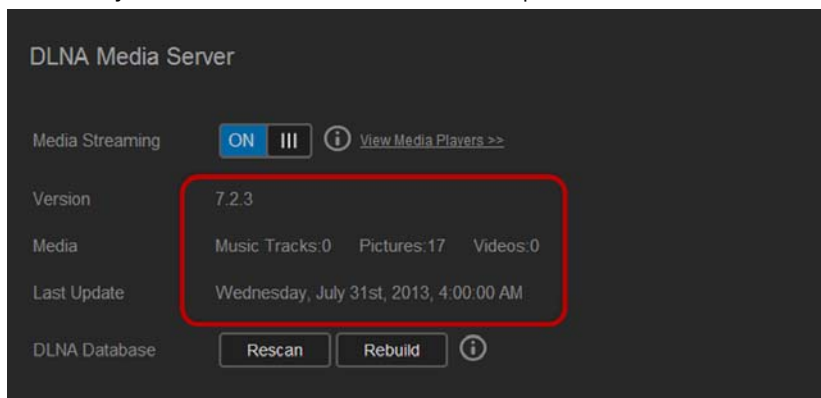 DLNA Media Server
Media Streaming ON View Media Players >>
Version 7.2.3
Media Music Tracks:0 Pictures:17 Videos:0
Last Update Wednesday, July 31st, 2013, 4:00:00 AM
DLNA Database Rescan Rebuild